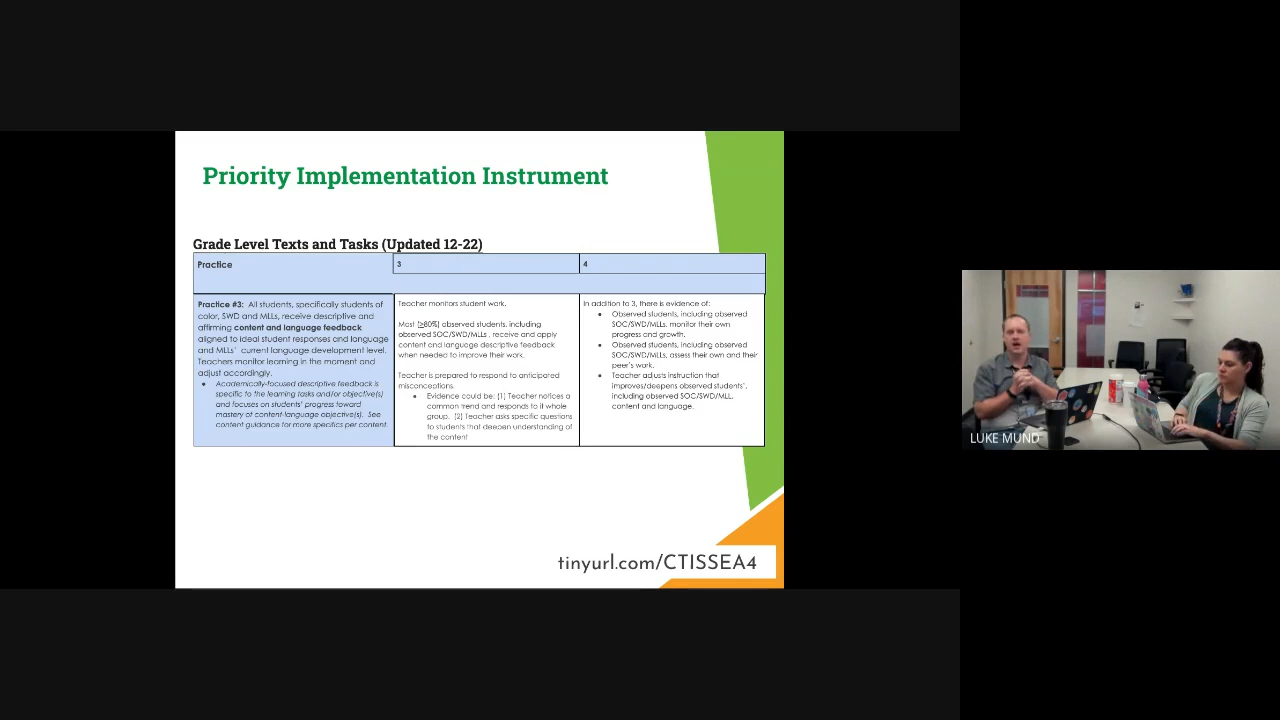 Priority Implementation Instrument
Grade Level Texts and Tasks (Updated 12-22)
Practice
3
4
Practice #3: All students, specifically students of
color, SWD and MLLs, receive descriptive and
affirming content and language feedback
aligned to ideal student responses and language
and MLLs' current language development level.
Teachers monitor learning in the moment and
adjust accordingly.
● Academically-focused descriptive feedback is
specific to the learning tasks and/or objective(s)
and focuses on students' progress toward
mastery of content-language objective(s). See
content guidance for more specifics per content.
Teacher monitors student work.
Most (≥80%) observed students, including
observed SOC/SWD/MLLs , receive and apply
content and language descriptive feedback
when needed to improve their work.
Teacher is prepared to respond to anticipated
misconceptions.
● Evidence could be: (1) Teacher notices a
common trend and responds to it whole
group. (2) Teacher asks specific questions
to students that deepen understanding of
the content
In addition to 3, there is evidence of:
● Observed students, including observed
SOC/SWD/MLLs, monitor their own
progress and growth.
● Observed students, including observed
SOC/SWD/MLLs, assess their own and their
peer's work.
● Teacher adjusts instruction that
improves/deepens observed students',
including observed SOC/SWD/MLL,
content and language.
tinyurl.com/CTISSEA4
LUKE MUND